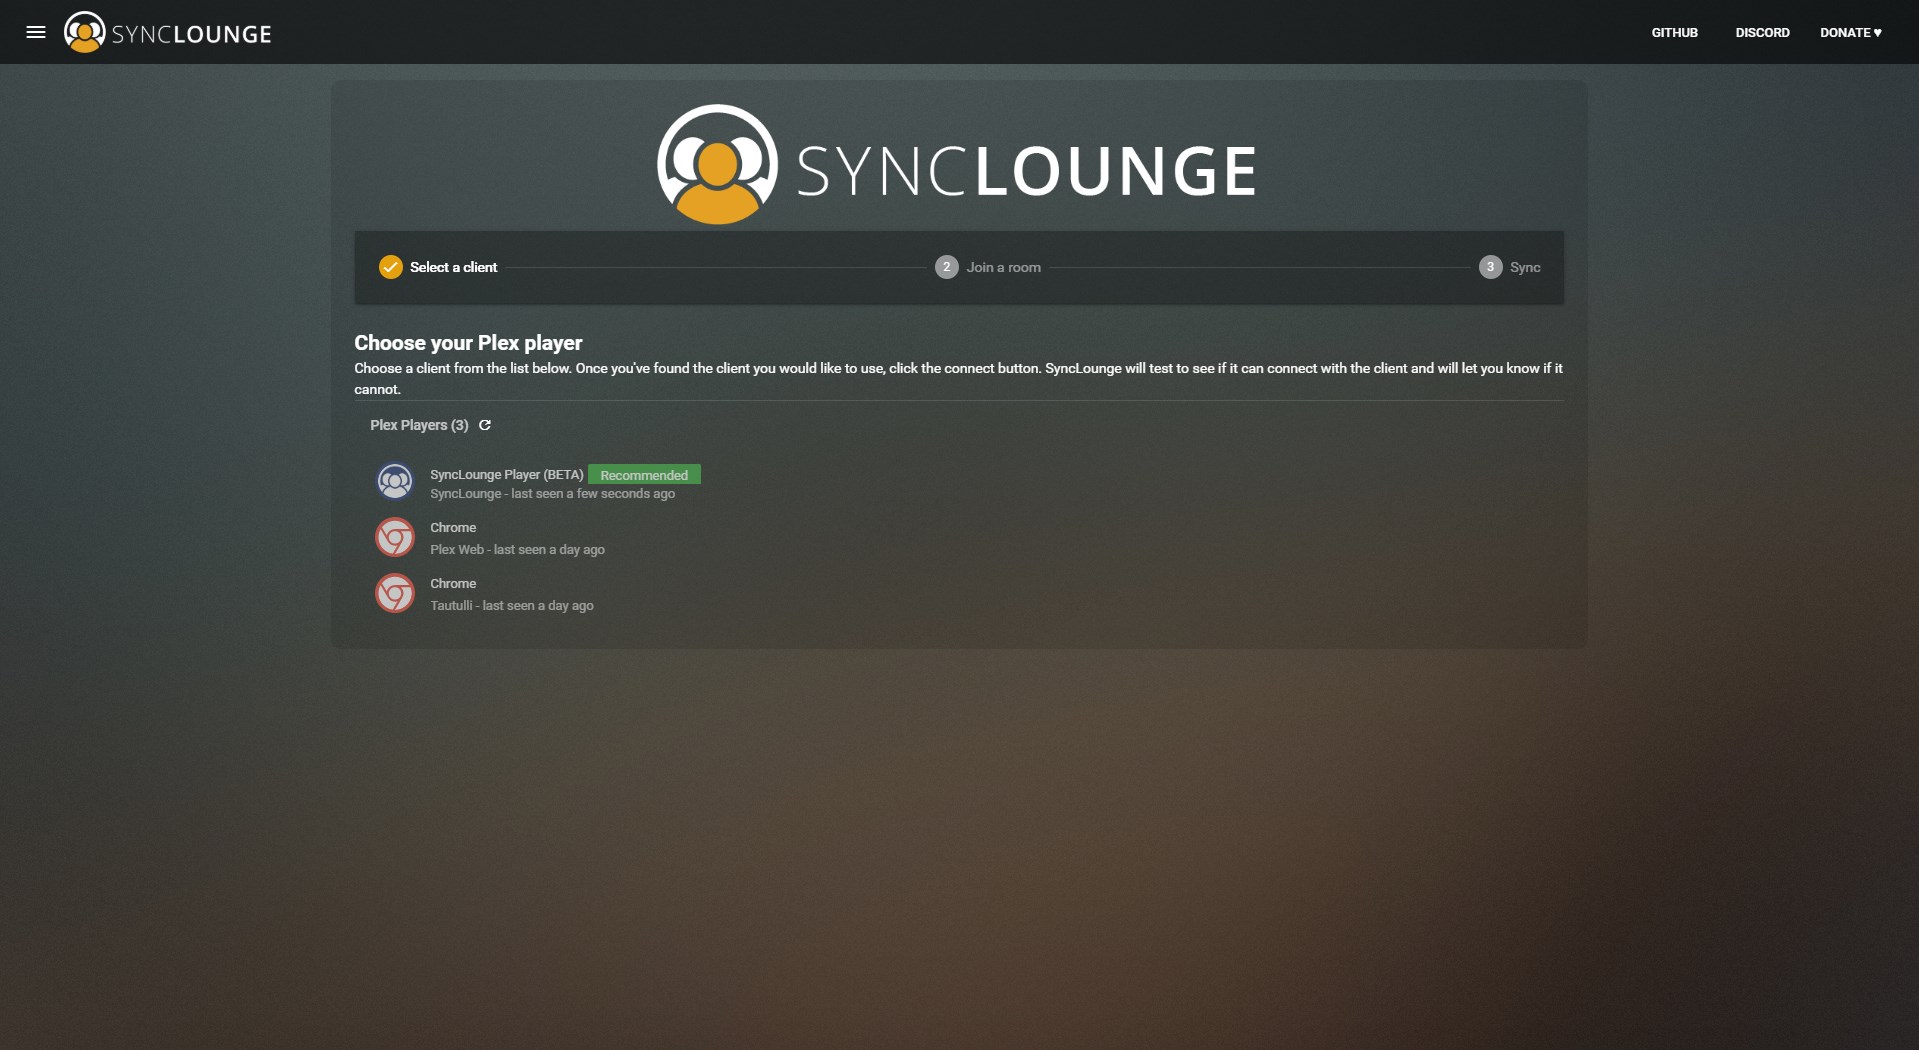 SYNCLOUNGE
GITHUB
DISCORD
DONATE ♥
SYNCLOUNGE
Select a client
2 Join a room
3 Sync
Choose your Plex player
Choose a client from the list below. Once you've found the client you would like to use, click the connect button. SyncLounge will test to see if it can connect with the client and will let you know if it
cannot.
Plex Players (3)
SyncLounge Player (BETA) Recommended
SyncLounge - last seen a few seconds ago
Chrome
Plex Web - last seen a day ago
Chrome
Tautulli - last seen a day ago